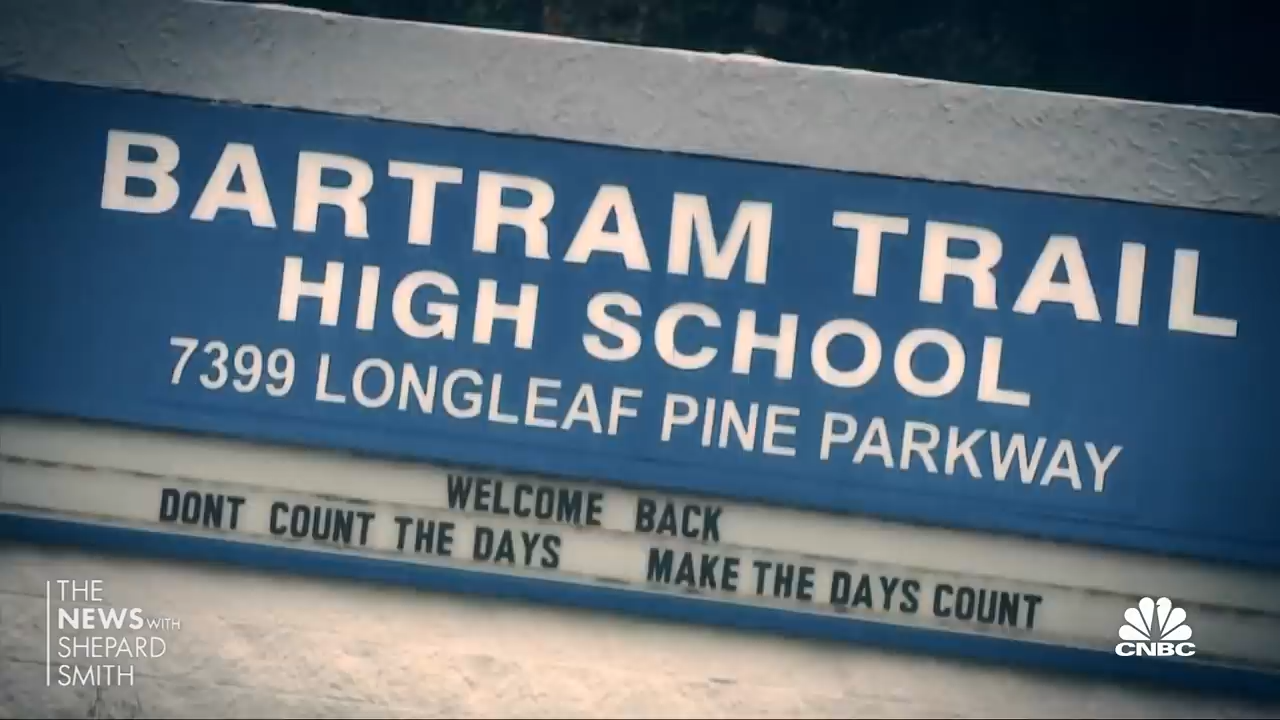 BARTRAM TRAIL
HIGH SCHOOL
7399 LONGLEAF PINE PARKWAY
WELCOME BACK
DONT COUNT THE DAYS MAKE THE DAYS COUNT
THE
NEWS WITH
SHEPARD
SMITH
CNBC